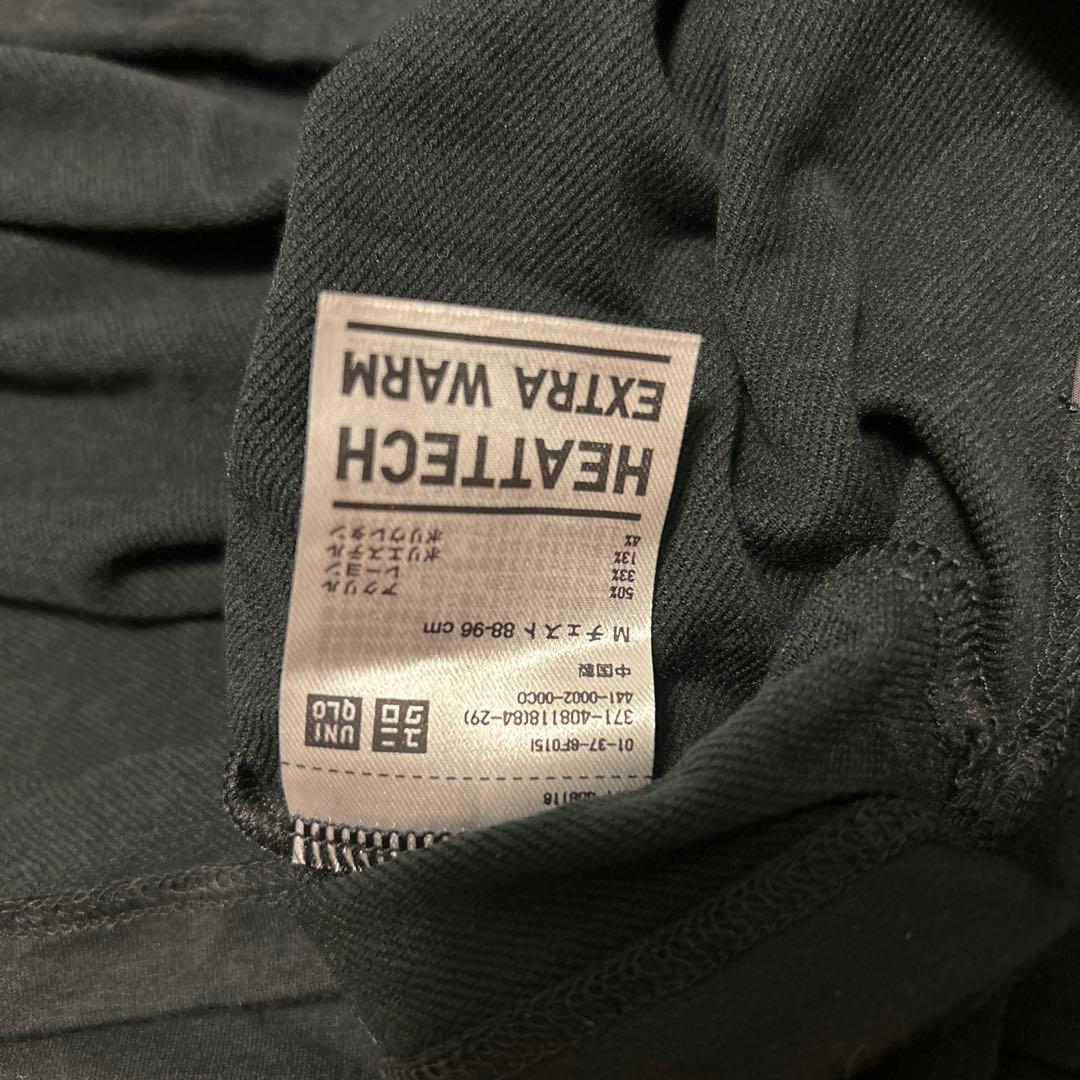 408118
01-37-8F015I
371-408118(84-29)
441-0002-00C0
ユニ
クロ
UNI
QLO
中国製
M チェスト 88-96 cm
50% アクリル
33% レーヨン
13% ポリエステル
4% ポリウレタン
HEATTECH
EXTRA WARM